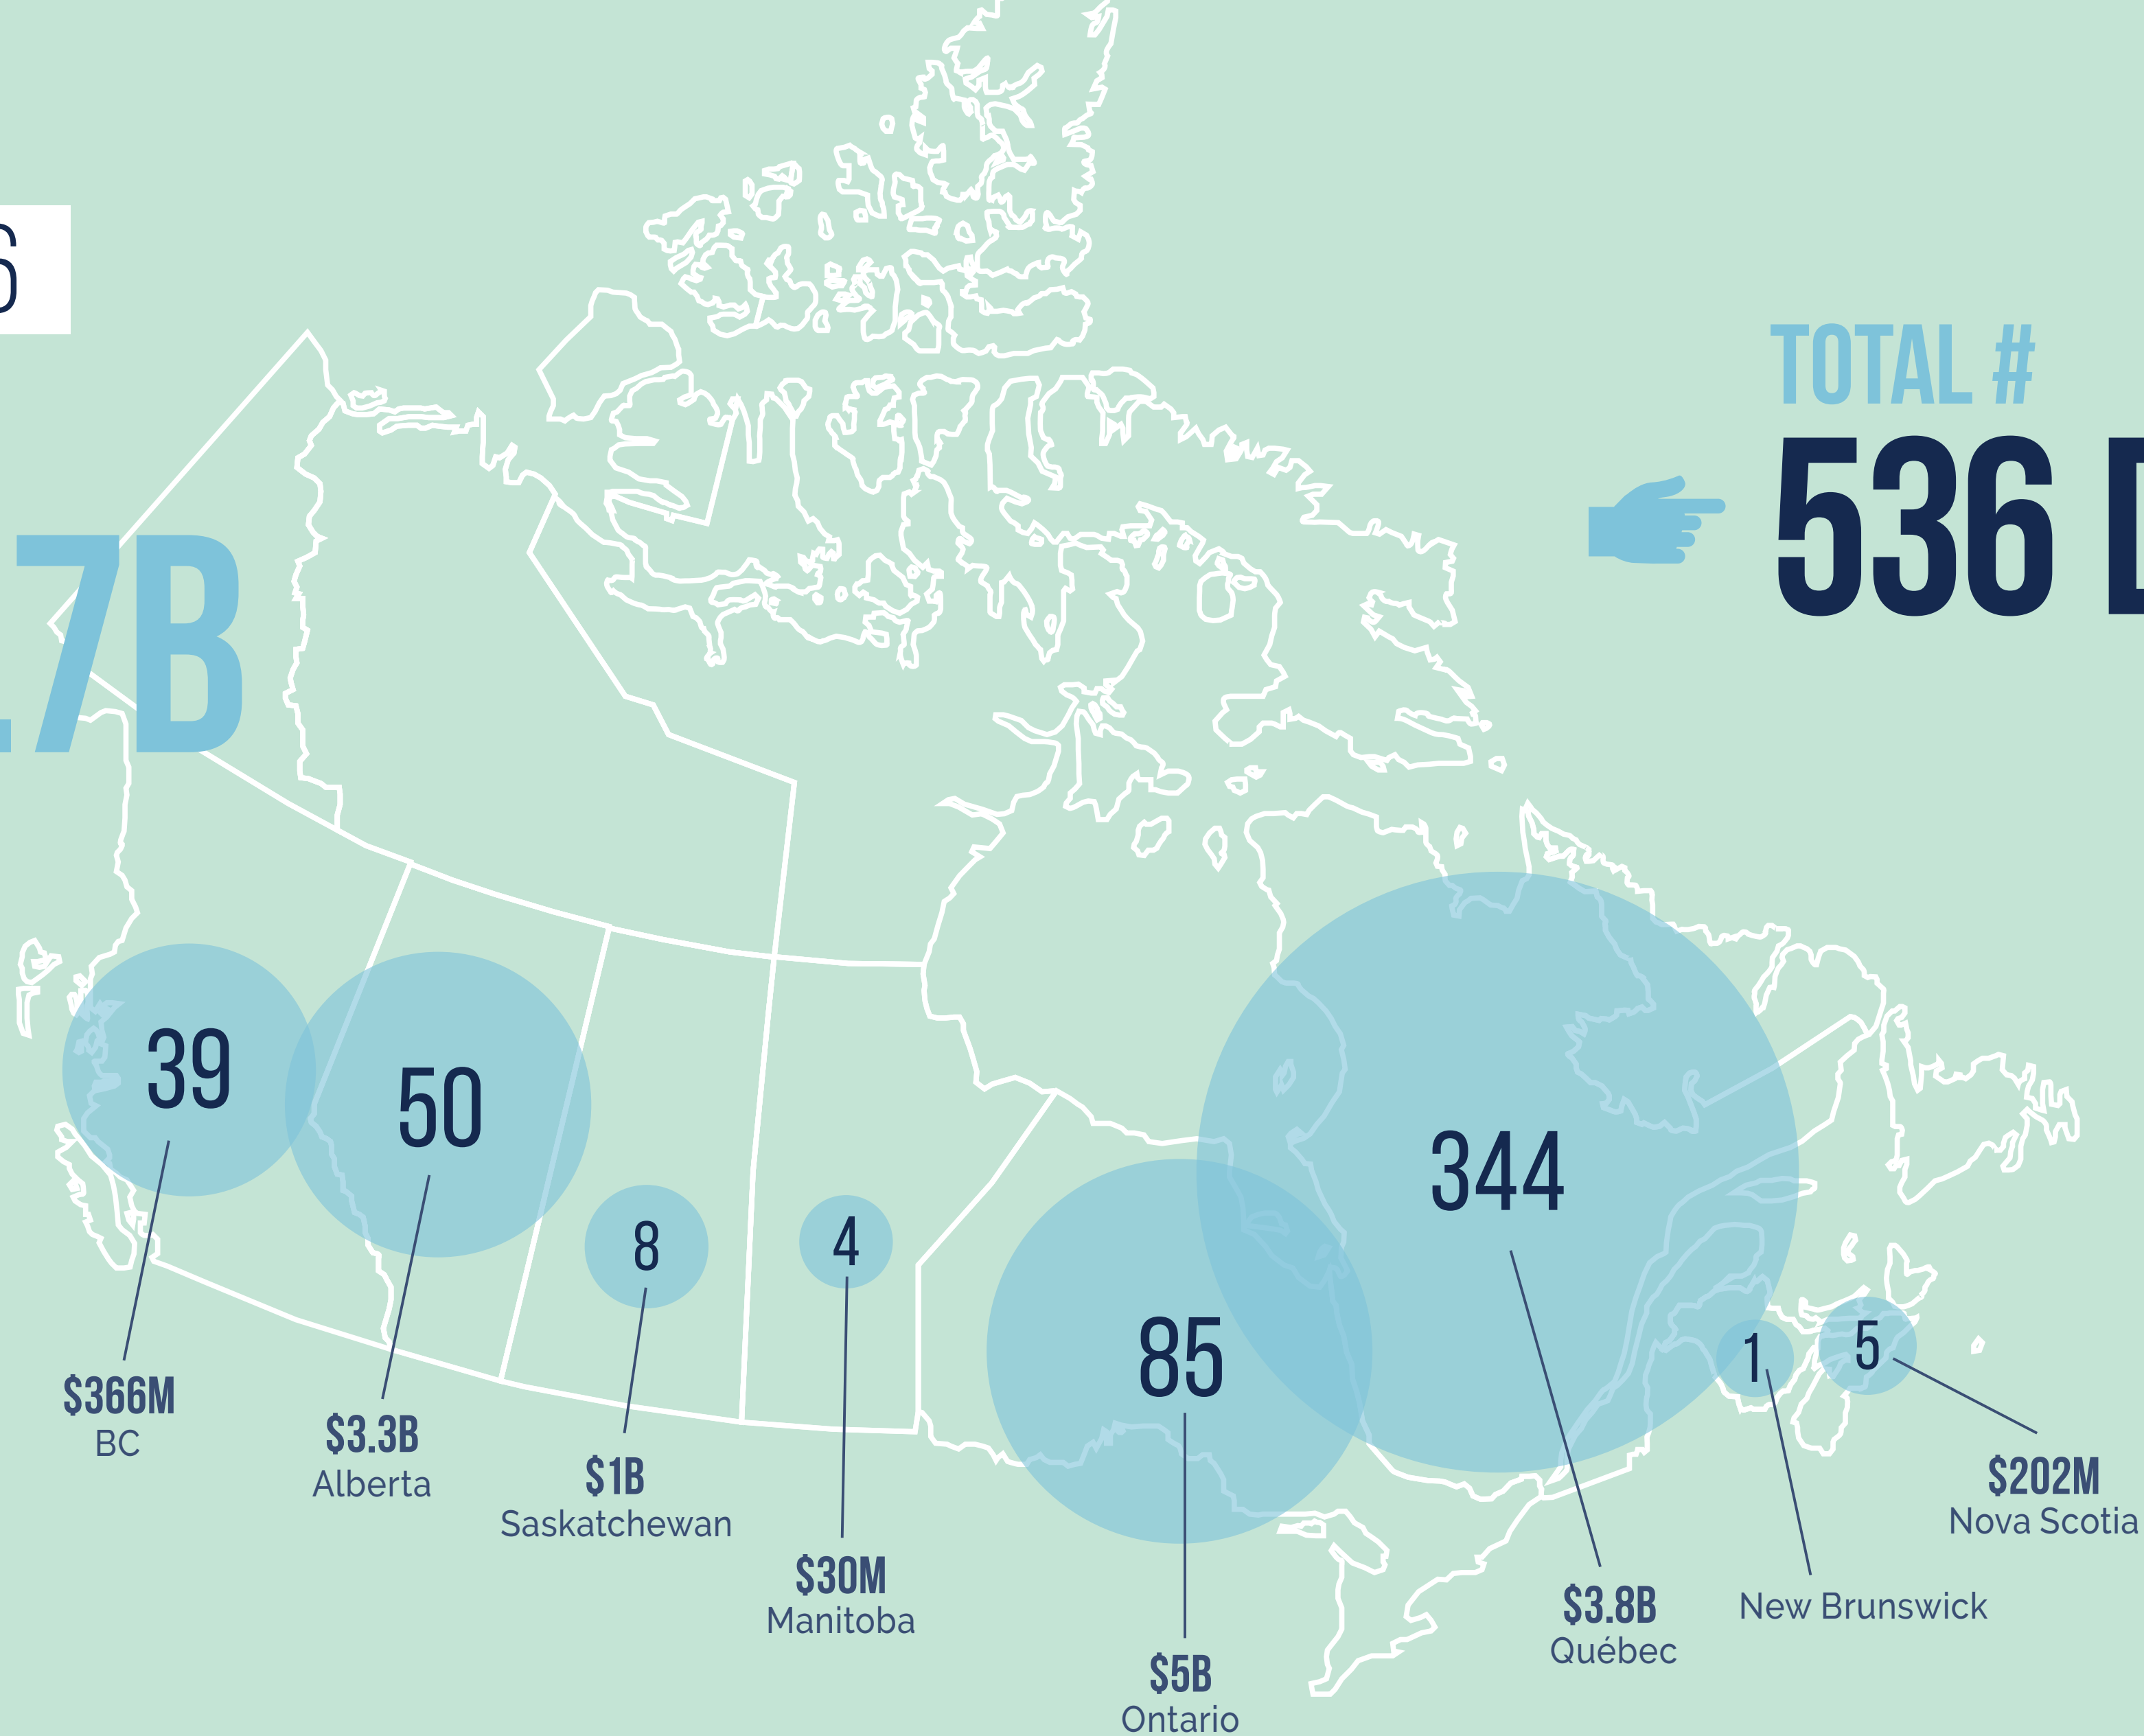 S
TOTAL #
536 D
.7B
39
50
8
4
85
344
1
5
$366M
BC
$3.3B
Alberta
$1B
Saskatchewan
$30M
Manitoba
$5B
Ontario
$3.8B
Québec
New Brunswick
$202M
Nova Scotia